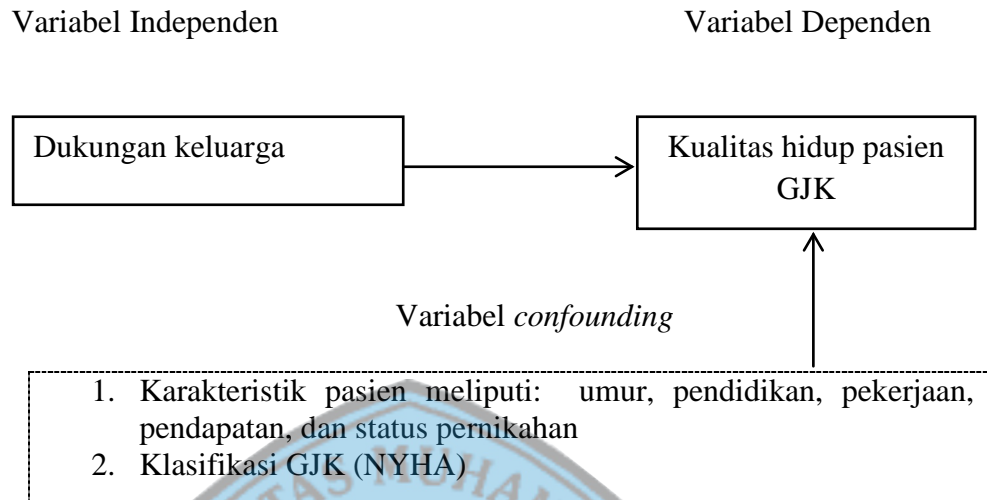 Variabel Independen Variabel Dependen
Dukungan keluarga
Kualitas hidup pasien
GJK
Variabel confounding
1. Karakteristik pasien meliputi: umur, pendidikan, pekerjaan,
pendapatan, dan status pernikahan
2. Klasifikasi GJK (NYHA)